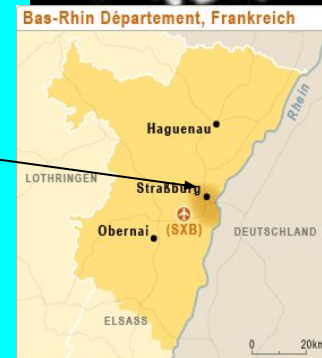 Bas-Rhin Département, Frankreich
Rhein
Haguenau
LOTHRINGEN
Straßburg
(SXB)
Obernai
DEUTSCHLAND
ELSASS
0 20km